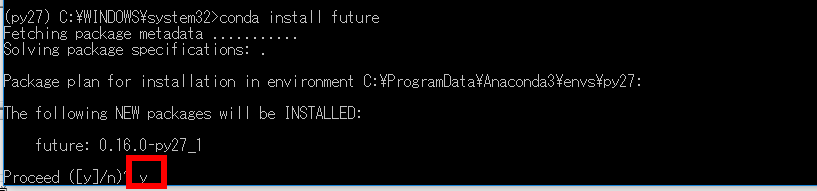 (py27) C:¥WINDOWS¥system32>conda install future
Fetching package metadata ...........
Solving package specifications: .
Package plan for installation in environment C:¥ProgramData¥Anaconda3¥envs¥py27:
The following NEW packages will be INSTALLED:
future: 0.16.0-py27_1
Proceed ([y]/n)? y